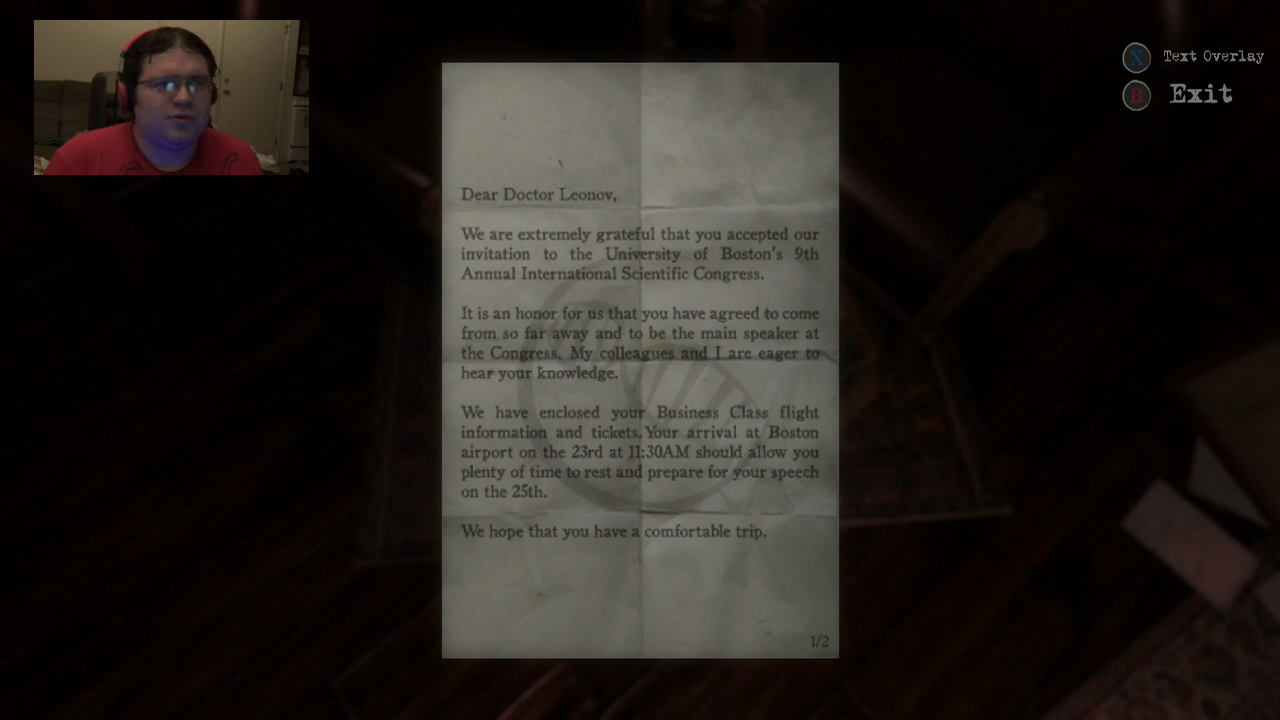 X Text Overlay
B Exit
Dear Doctor Leonov,
We are extremely grateful that you accepted our
invitation to the University of Boston's 9th
Annual International Scientific Congress.
It is an honor for us that you have agreed to come
from so far away and to be the main speaker at
the Congress. My colleagues and I are eager to
hear your knowledge.
We have enclosed your Business Class flight
information and tickets. Your arrival at Boston
airport on the 23rd at 11:30AM should allow you
plenty of time to rest and prepare for your speech
on the 25th.
We hope that you have a comfortable trip.
1/2